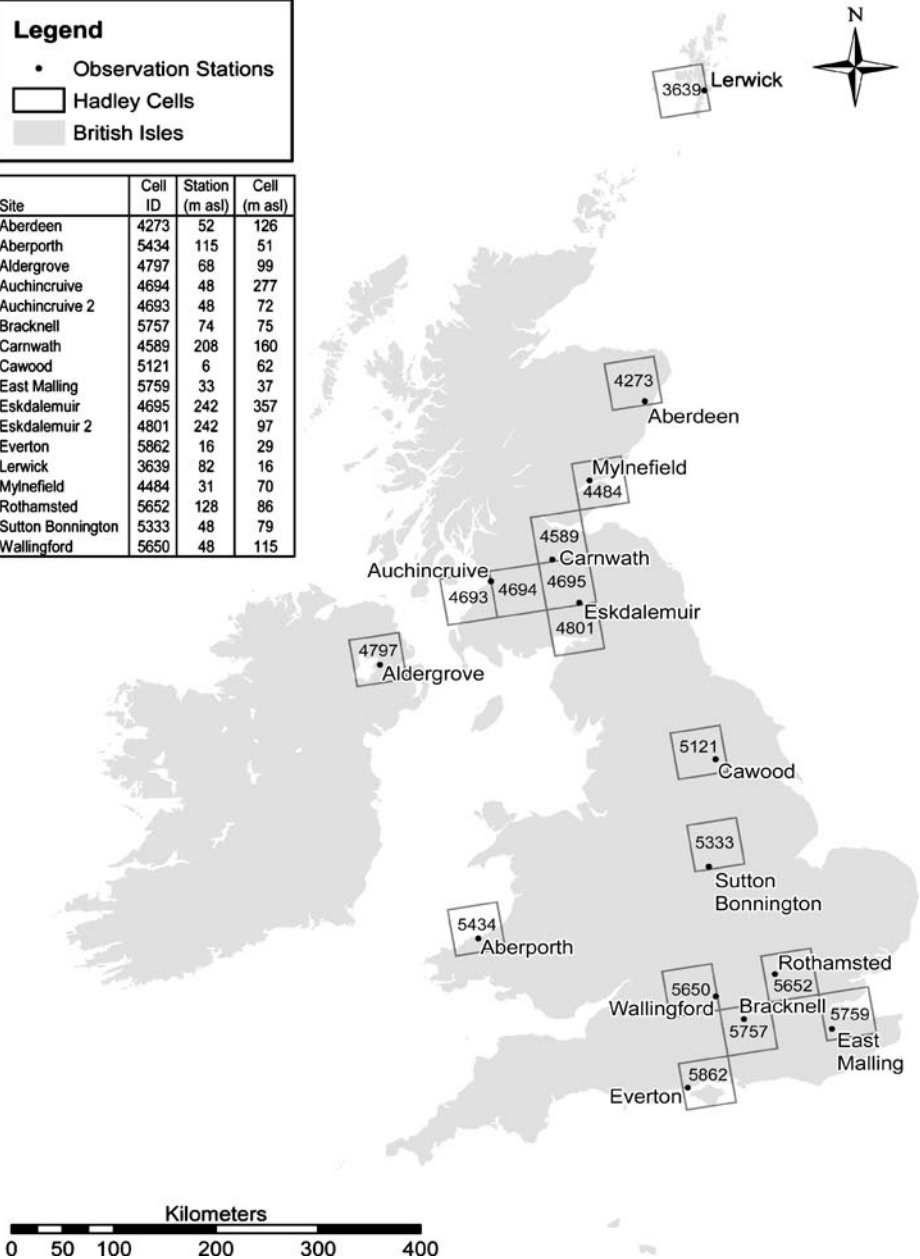 Legend
Observation Stations
Hadley Cells
British Isles
Site Cell ID Station (m asl) Cell (m asl)
Aberdeen 4273 52 126
Aberporth 5434 115 51
Aldergrove 4797 68 99
Auchincruive 4694 48 277
Auchincruive 2 4693 48 72
Bracknell 5757 74 75
Carnwath 4589 208 160
Cawood 5121 6 62
East Malling 5759 33 37
Eskdalemuir 4695 242 357
Eskdalemuir 2 4801 242 97
Everton 5862 16 29
Lerwick 3639 82 16
Mylnefield 4484 31 70
Rothamsted 5652 128 86
Sutton Bonnington 5333 48 79
Wallingford 5650 48 115
N
3639 Lerwick
4273
Aberdeen
Mylnefield
4484
4589
Carnwath
Auchincruive
4693 4694 4695
Eskdalemuir
4801
4797
Aldergrove
5121
Cawood
5333
Sutton
Bonnington
5434
Aberporth
Rothamsted
5652
5650
Wallingford
Bracknell
5757
5759
East
Malling
5862
Everton
Kilometers
0 50 100 200 300 400